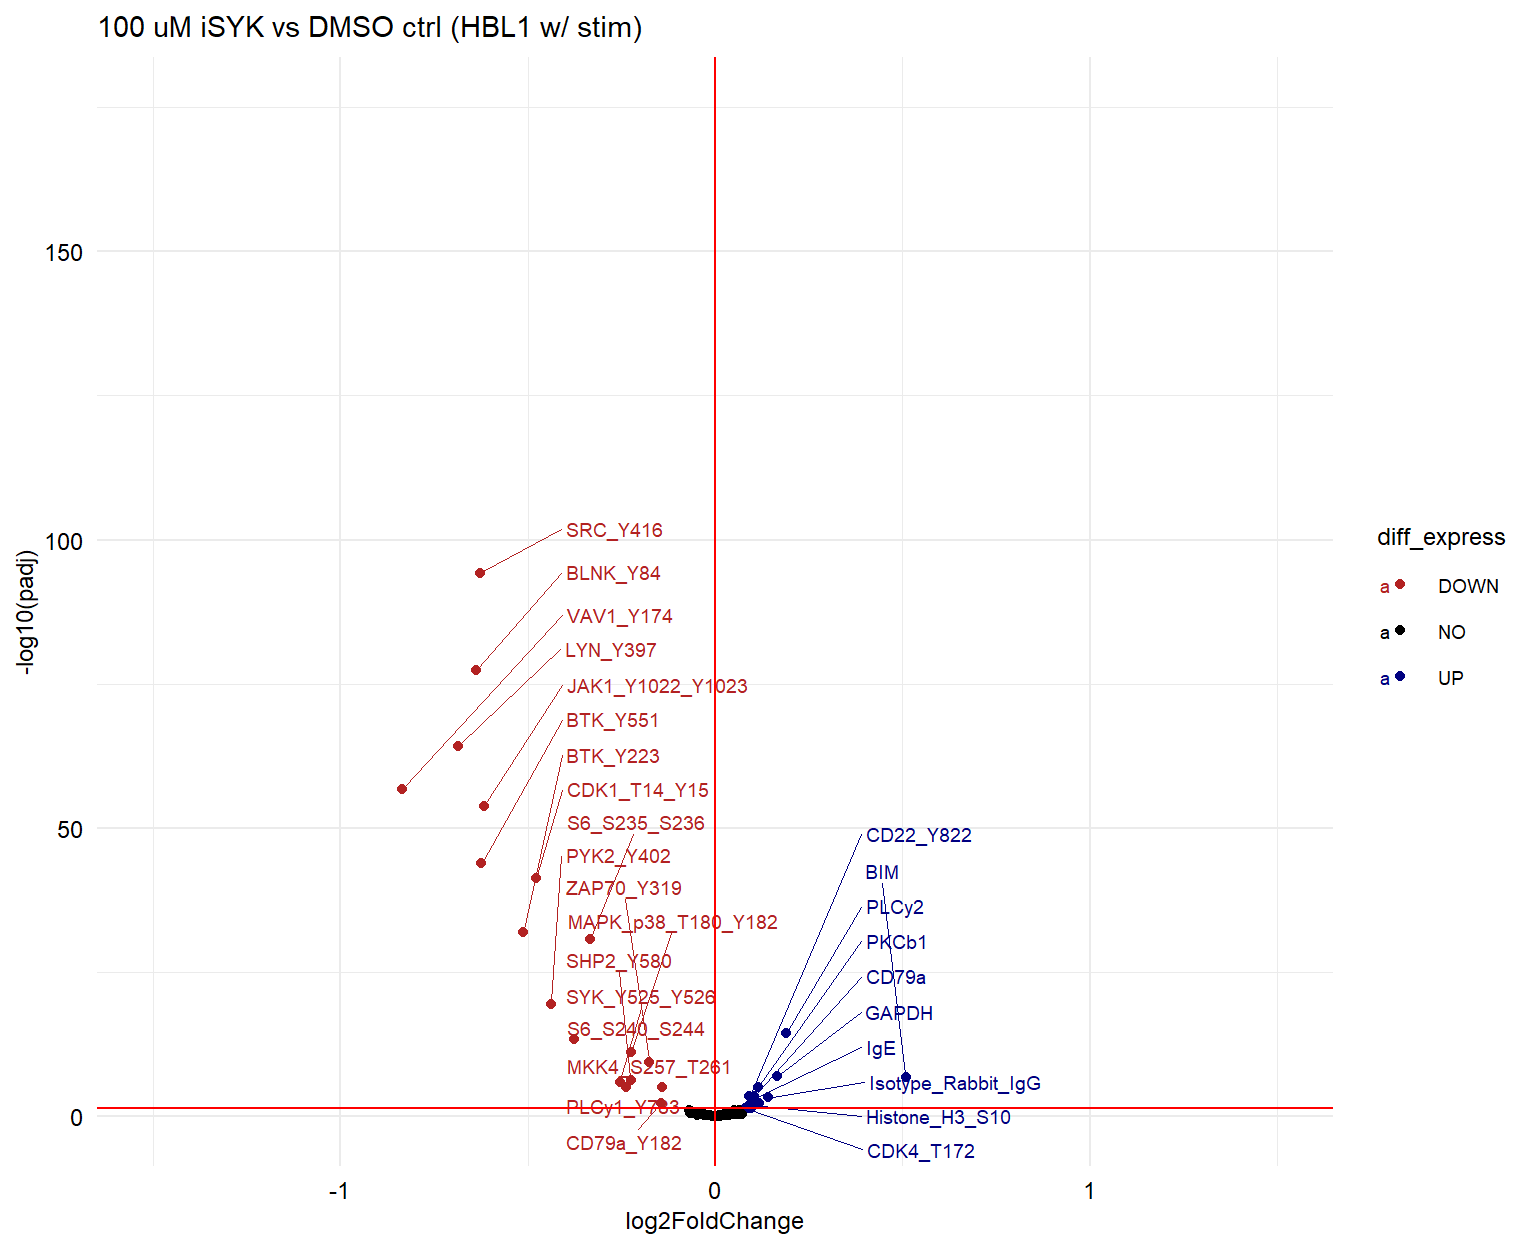 100 uM iSYK vs DMSO ctrl (HBL1 w/ stim)
-log10(padj)
150
100
50
0
SRC_Y416
BLNK_Y84
VAV1_Y174
LYN_Y397
JAK1_Y1022_Y1023
BTK_Y551
BTK_Y223
CDK1_T14_Y15
S6_S235_S236
PYK2_Y402
ZAP70_Y319
MAPK_p38_T180_Y182
SHP2_Y580
SYK_Y525_Y526
S6_S240_S244
MKK4_S257_T261
PLCy1_Y783
CD79a_Y182
CD22_Y822
BIM
PLCy2
PKCb1
CD79a
GAPDH
IgE
Isotype_Rabbit_IgG
Histone_H3_S10
CDK4_T172
-1
0
1
log2FoldChange
diff_express
a DOWN
a NO
a UP